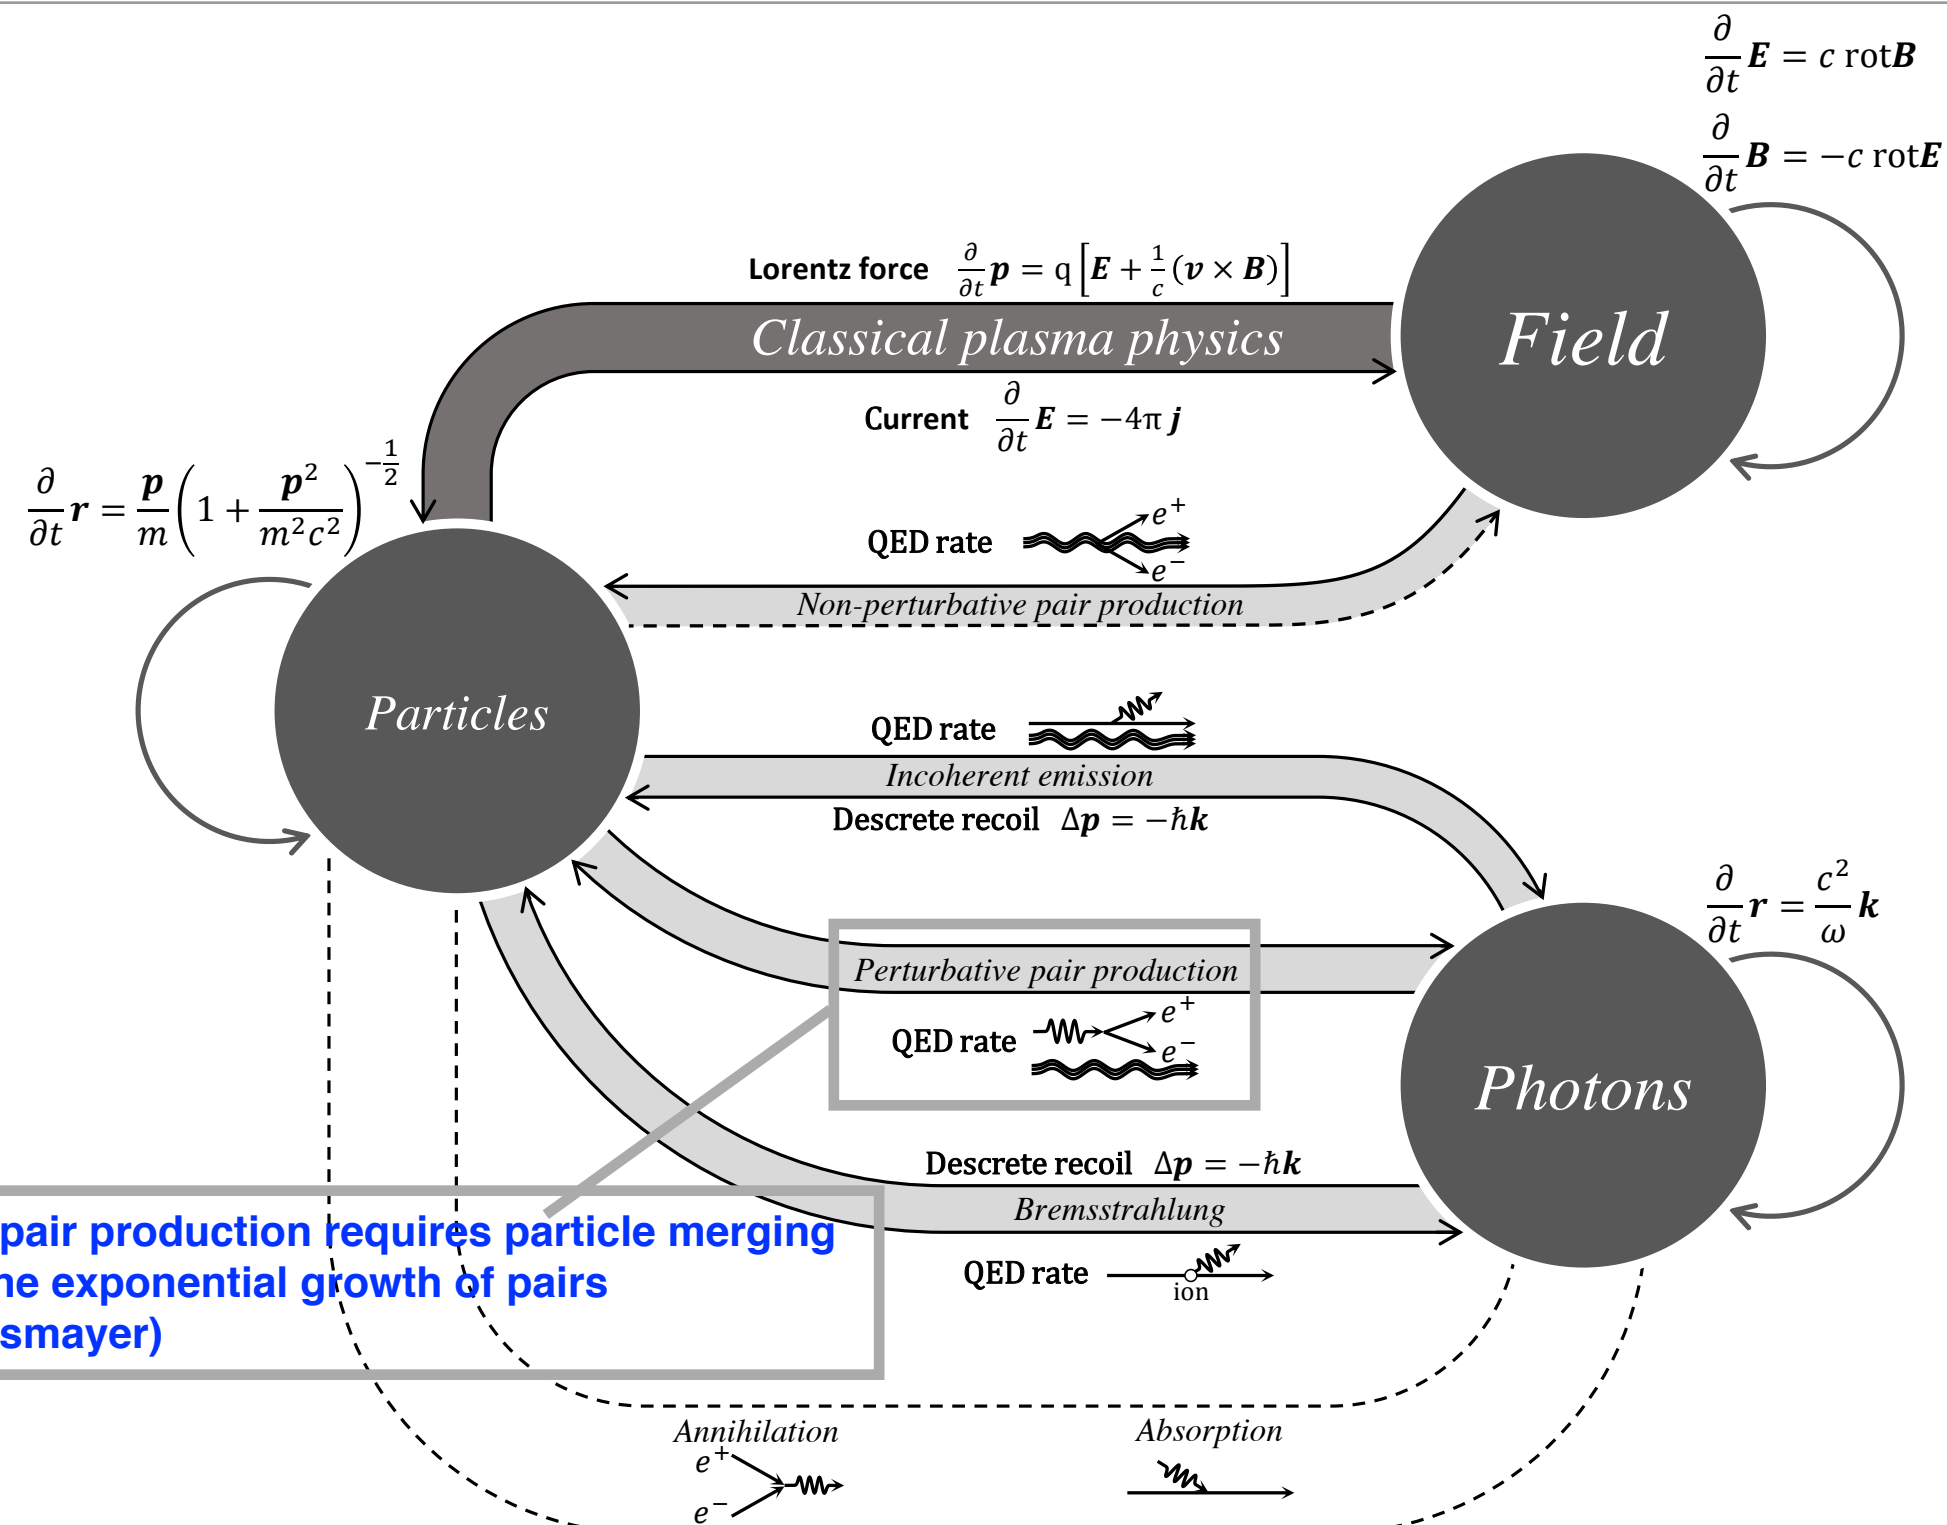 ∂/∂t E = c rotB
∂/∂t B = −c rotE
Lorentz force ∂/∂t p = q[E + 1/c (v × B)]
Classical plasma physics
Field
Current ∂/∂t E = −4π j
∂/∂t r = p/m (1 + p²/m²c²)^(−1/2)
QED rate e⁺ e⁻
Non-perturbative pair production
Particles
QED rate
Incoherent emission
Descrete recoil Δp = −ħk
∂/∂t r = c²/ω k
Perturbative pair production
QED rate e⁺ e⁻
Photons
Descrete recoil Δp = −ħk
Bremsstrahlung
QED rate ion
pair production requires particle merging
exponential growth of pairs
Annihilation
e⁺
e⁻
Absorption